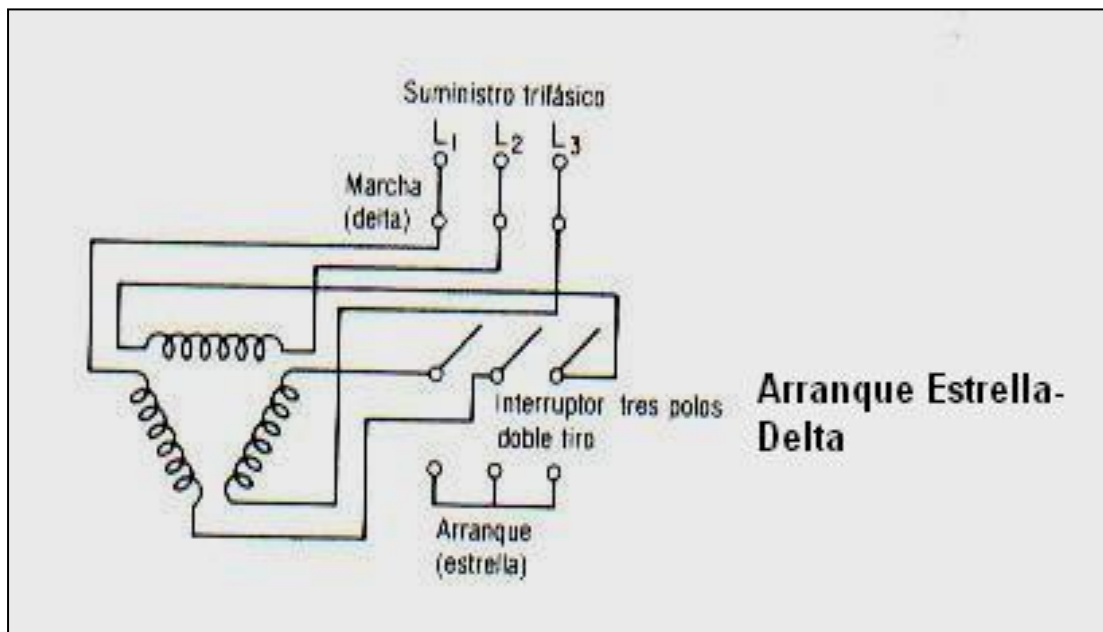 Suministro trifásico
L1 L2 L3
Marcha
(delta)
Interruptor tres polos
doble tiro
Arranque Estrella-
Delta
Arranque
(estrella)